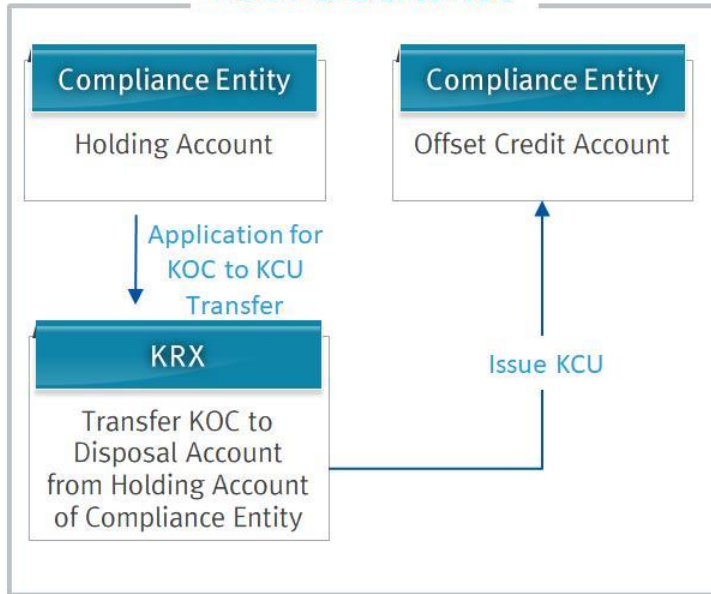 Compliance Entity
Holding Account
Compliance Entity
Offset Credit Account
Application for
KOC to KCU
Transfer
KRX
Transfer KOC to
Disposal Account
from Holding Account
of Compliance Entity
Issue KCU